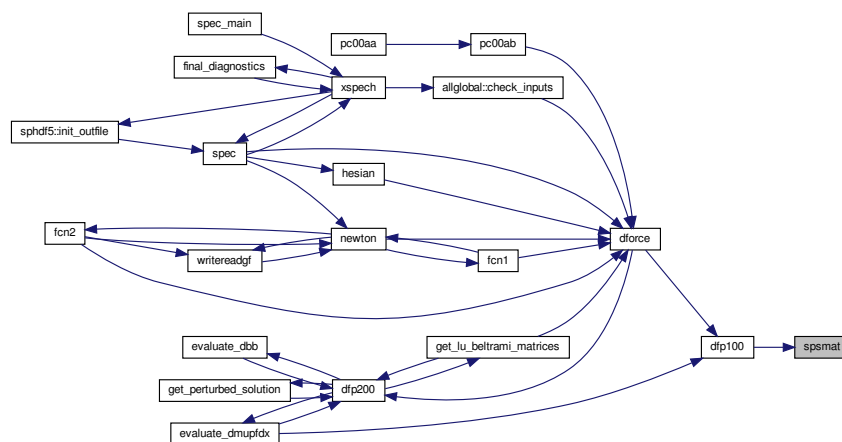 spec_main
pc00aa
pc00ab
final_diagnostics
xspech
allglobal::check_inputs
sphdf5::init_outfile
spec
hesian
fcn2
newton
dforce
writereadgf
fcn1
evaluate_dbb
get_lu_beltrami_matrices
dfp100
spsmat
get_perturbed_solution
dfp200
evaluate_dmupfdx